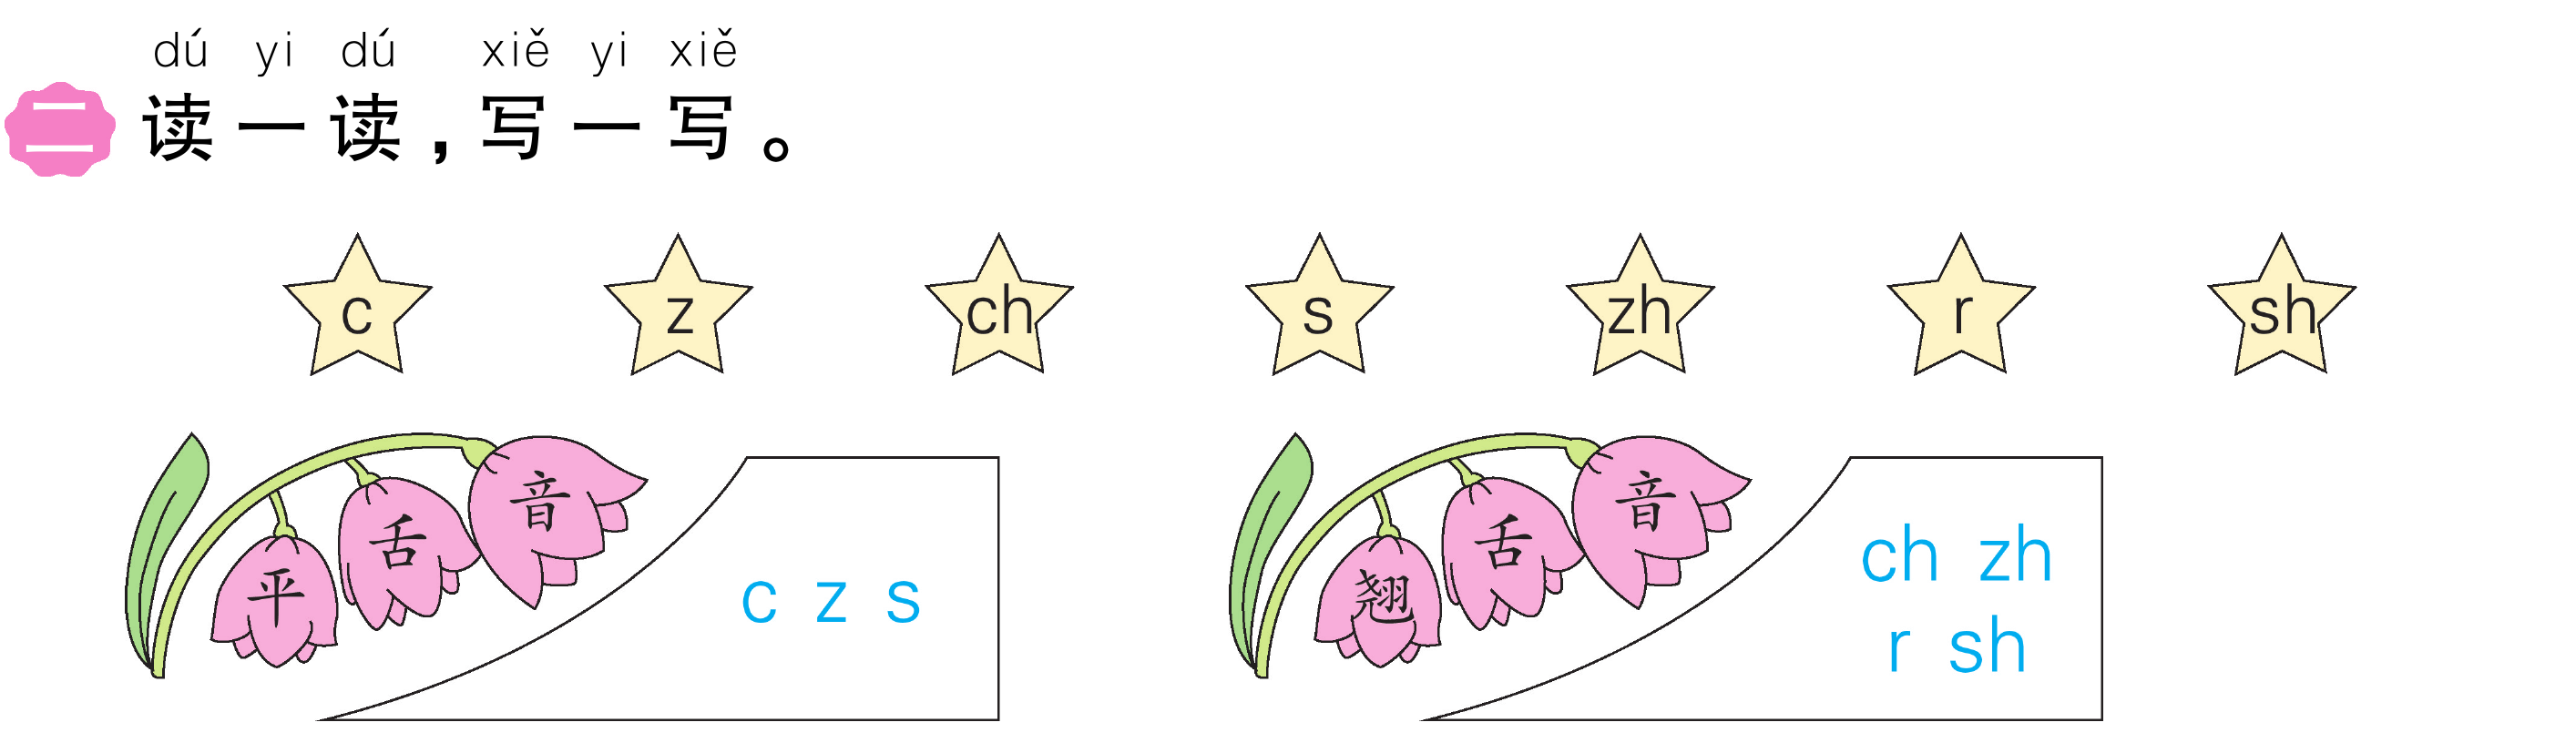 dú yi dú xiě yi xiě
二 读一读，写一写。
c z ch s zh r sh
平舌音
c z s
翘舌音
ch zh
r sh